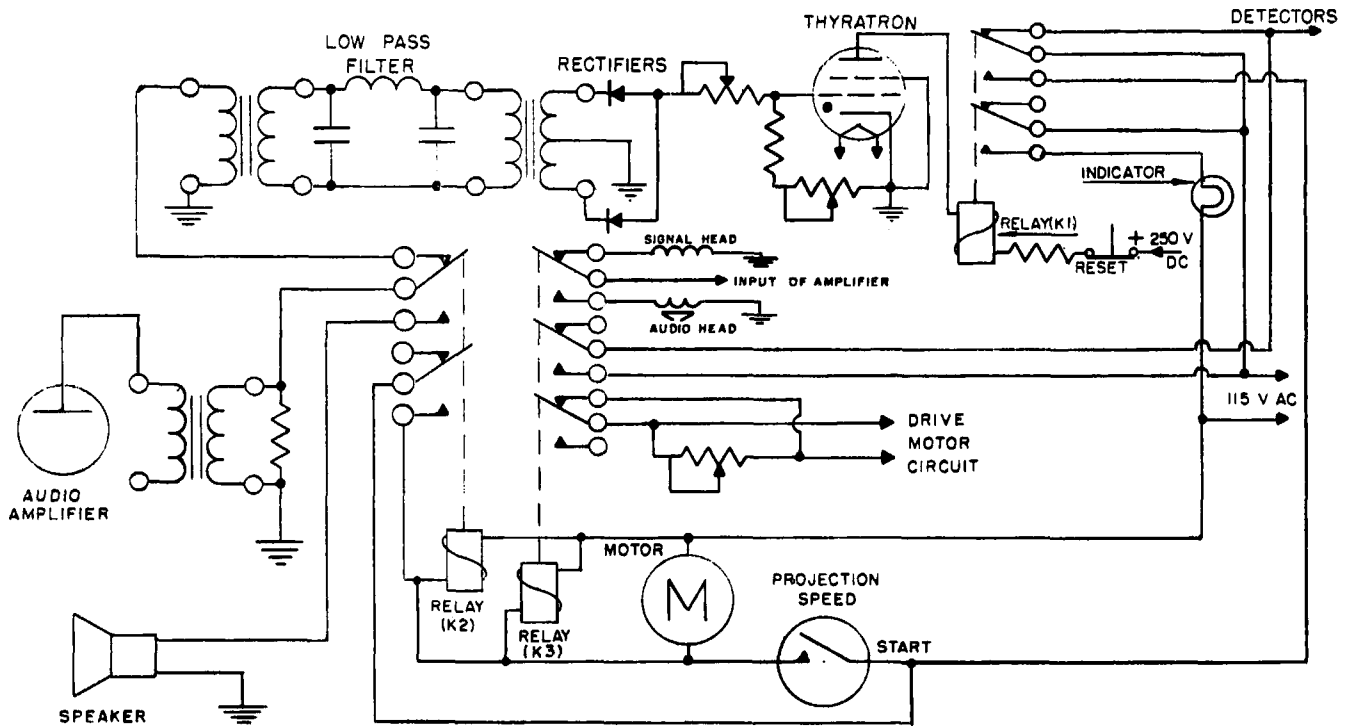 THYRATRON
DETECTORS
LOW PASS
FILTER
RECTIFIERS
INDICATOR
RELAY(K1)
+ 250 V
DC
RESET
SIGNAL HEAD
INPUT OF AMPLIFIER
AUDIO HEAD
115 V AC
DRIVE
MOTOR
CIRCUIT
AUDIO
AMPLIFIER
MOTOR
M
PROJECTION
SPEED
START
RELAY
(K2)
RELAY
(K3)
SPEAKER